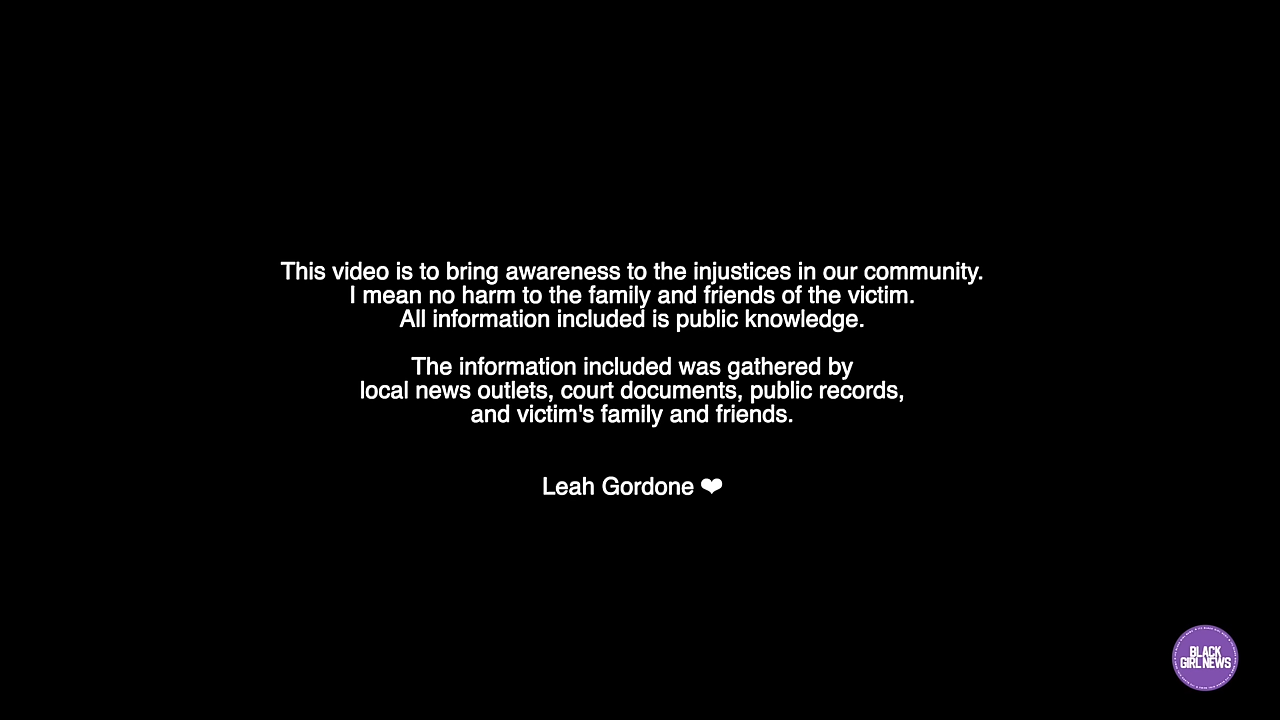 This video is to bring awareness to the injustices in our community.
I mean no harm to the family and friends of the victim.
All information included is public knowledge.
The information included was gathered by
local news outlets, court documents, public records,
and victim's family and friends.
Leah Gordone ❤
BLACK
GIRL NEWS